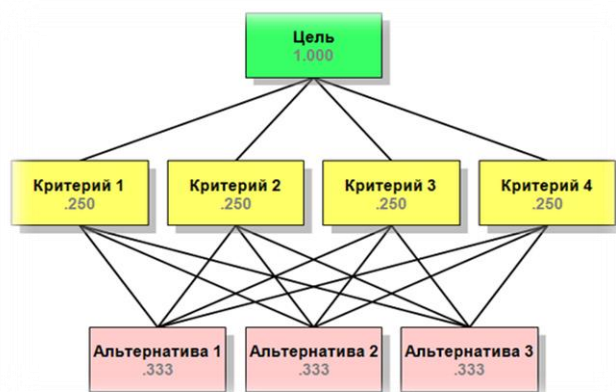 Цель
1.000
Критерий 1
.250
Критерий 2
.250
Критерий 3
.250
Критерий 4
.250
Альтернатива 1
.333
Альтернатива 2
.333
Альтернатива 3
.333